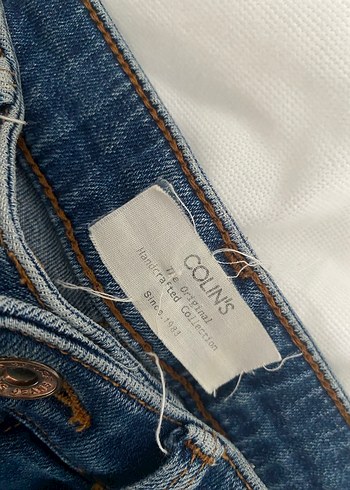 COLIN'S
The Original
Handcrafted Collection
Since.1983